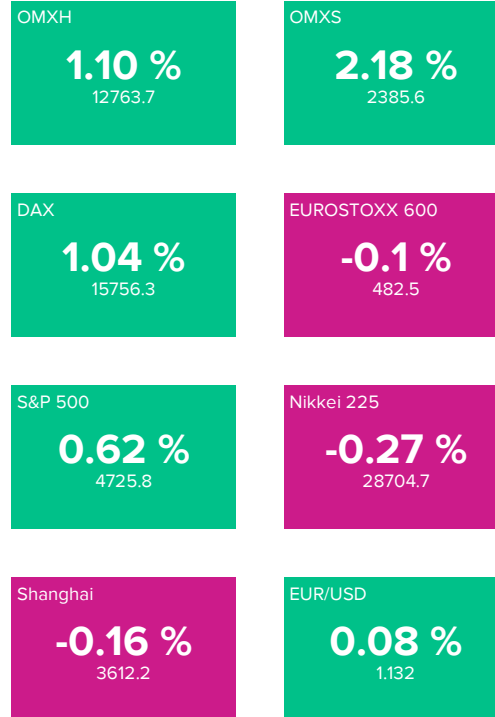 OMXH
1.10 %
12763.7
OMXS
2.18 %
2385.6
DAX
1.04 %
15756.3
EUROSTOXX 600
-0.1 %
482.5
S&P 500
0.62 %
4725.8
Nikkei 225
-0.27 %
28704.7
Shanghai
-0.16 %
3612.2
EUR/USD
0.08 %
1.132